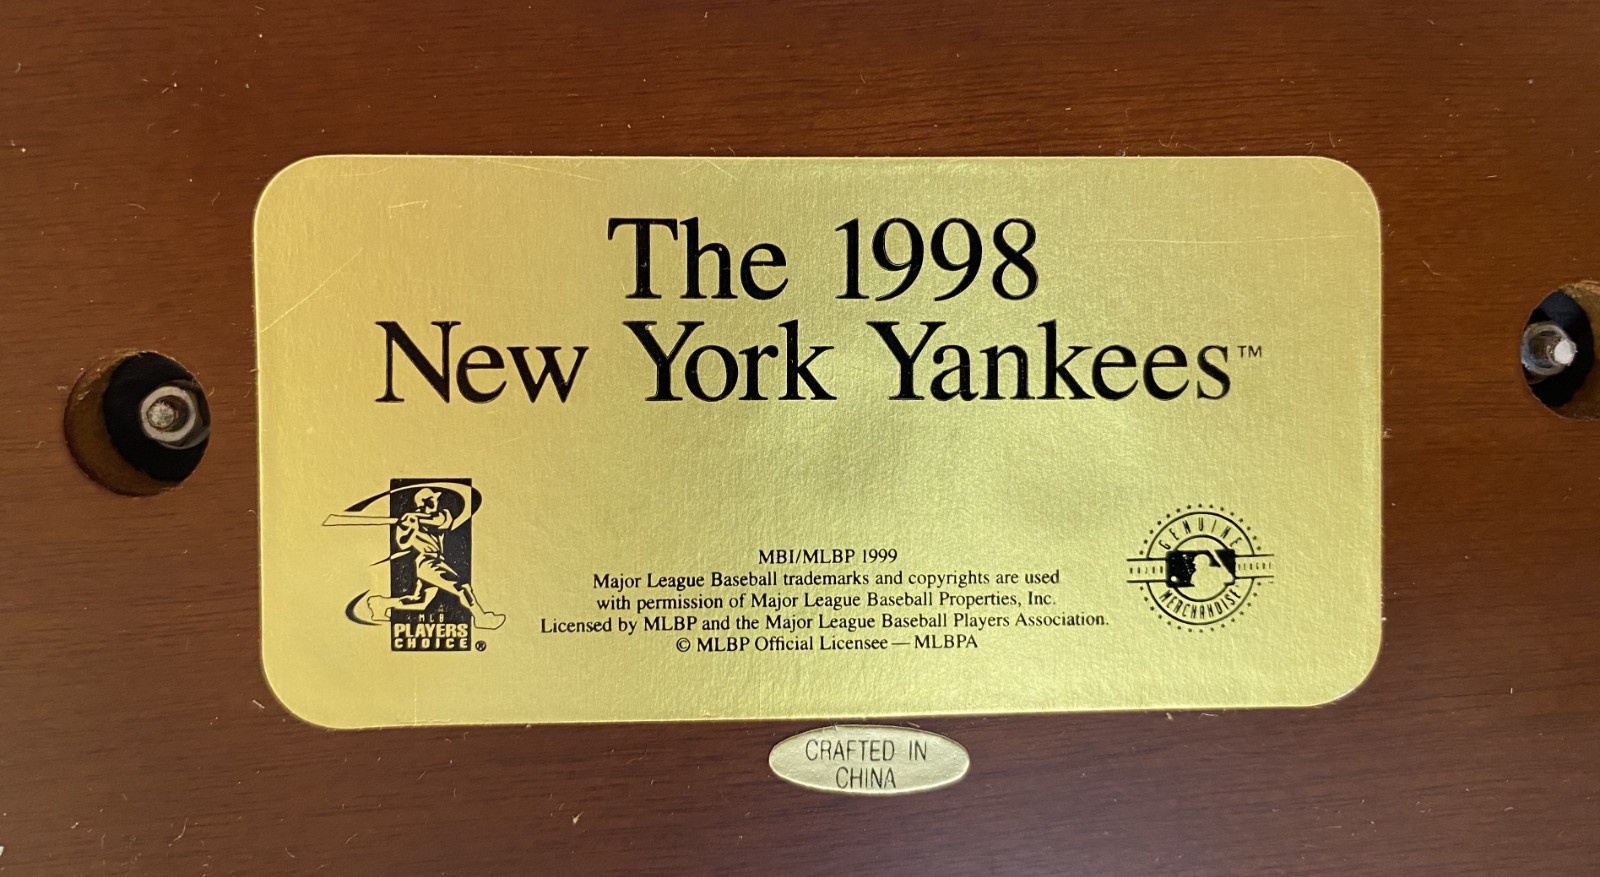 The 1998
New York Yankees™
MLB
PLAYERS
CHOICE®
MBI/MLBP 1999
Major League Baseball trademarks and copyrights are used
with permission of Major League Baseball Properties, Inc.
Licensed by MLBP and the Major League Baseball Players Association.
© MLBP Official Licensee — MLBPA
GENUINE
MAJOR LEAGUE
MERCHANDISE
CRAFTED IN
CHINA